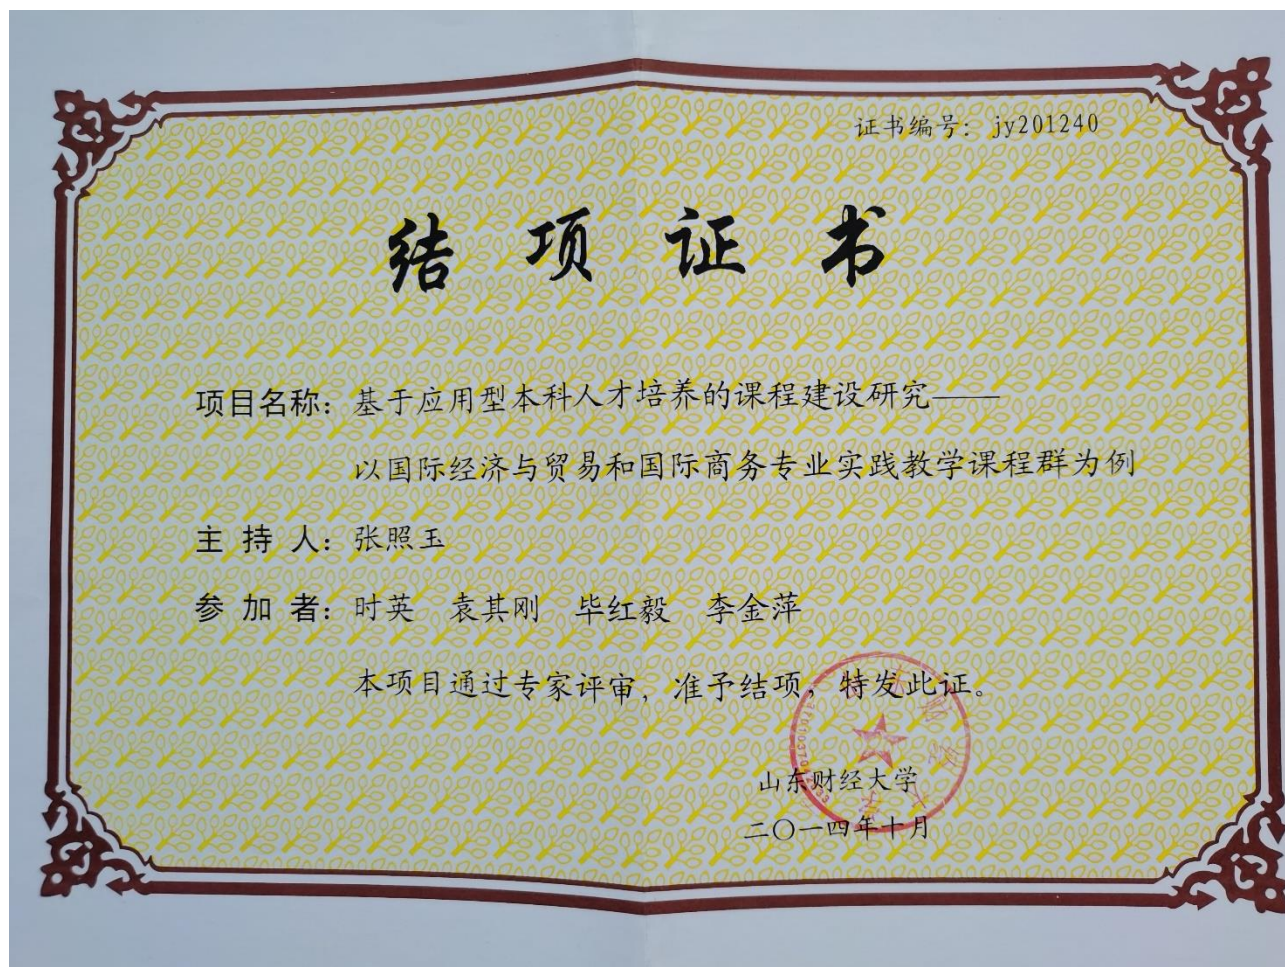 证书编号：jy201240
结项证书
项目名称：基于应用型本科人才培养的课程建设研究——
以国际经济与贸易和国际商务专业实践教学课程群为例
主持人：张照玉
参加者：时英 袁其刚 毕红毅 李金萍
本项目通过专家评审，准予结项，特发此证。
山东财经大学
二〇一四年十月